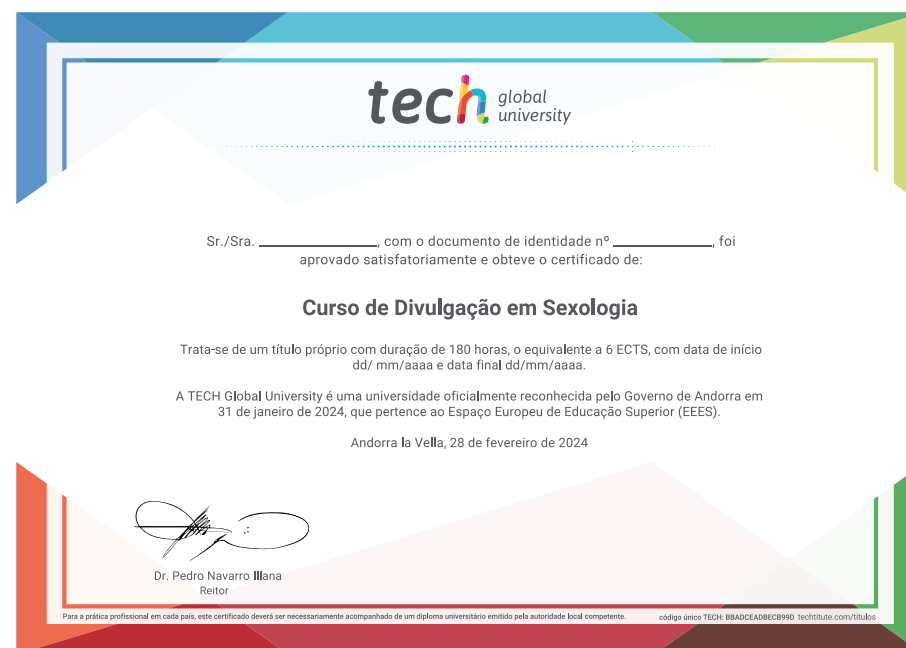 tech global university
Sr./Sra. ________________, com o documento de identidade nº ______________, foi
aprovado satisfatoriamente e obteve o certificado de:
Curso de Divulgação em Sexologia
Trata-se de um título próprio com duração de 180 horas, o equivalente a 6 ECTS, com data de início
dd/ mm/aaaa e data final dd/mm/aaaa.
A TECH Global University é uma universidade oficialmente reconhecida pelo Governo de Andorra em
31 de janeiro de 2024, que pertence ao Espaço Europeu de Educação Superior (EEES).
Andorra la Vella, 28 de fevereiro de 2024
Dr. Pedro Navarro Illana
Reitor
Para a prática profissional em cada país, este certificado deverá ser necessariamente acompanhado de um diploma universitário emitido pela autoridade local competente.
código único TECH: BBADCEADBECB99D techtitute.com/titulos